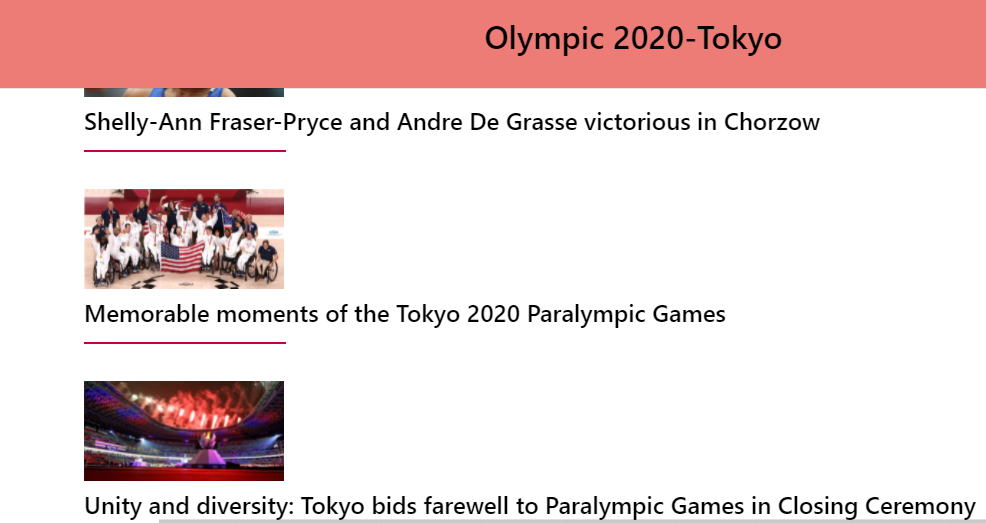 Olympic 2020-Tokyo
Shelly-Ann Fraser-Pryce and Andre De Grasse victorious in Chorzow
Memorable moments of the Tokyo 2020 Paralympic Games
Unity and diversity: Tokyo bids farewell to Paralympic Games in Closing Ceremony